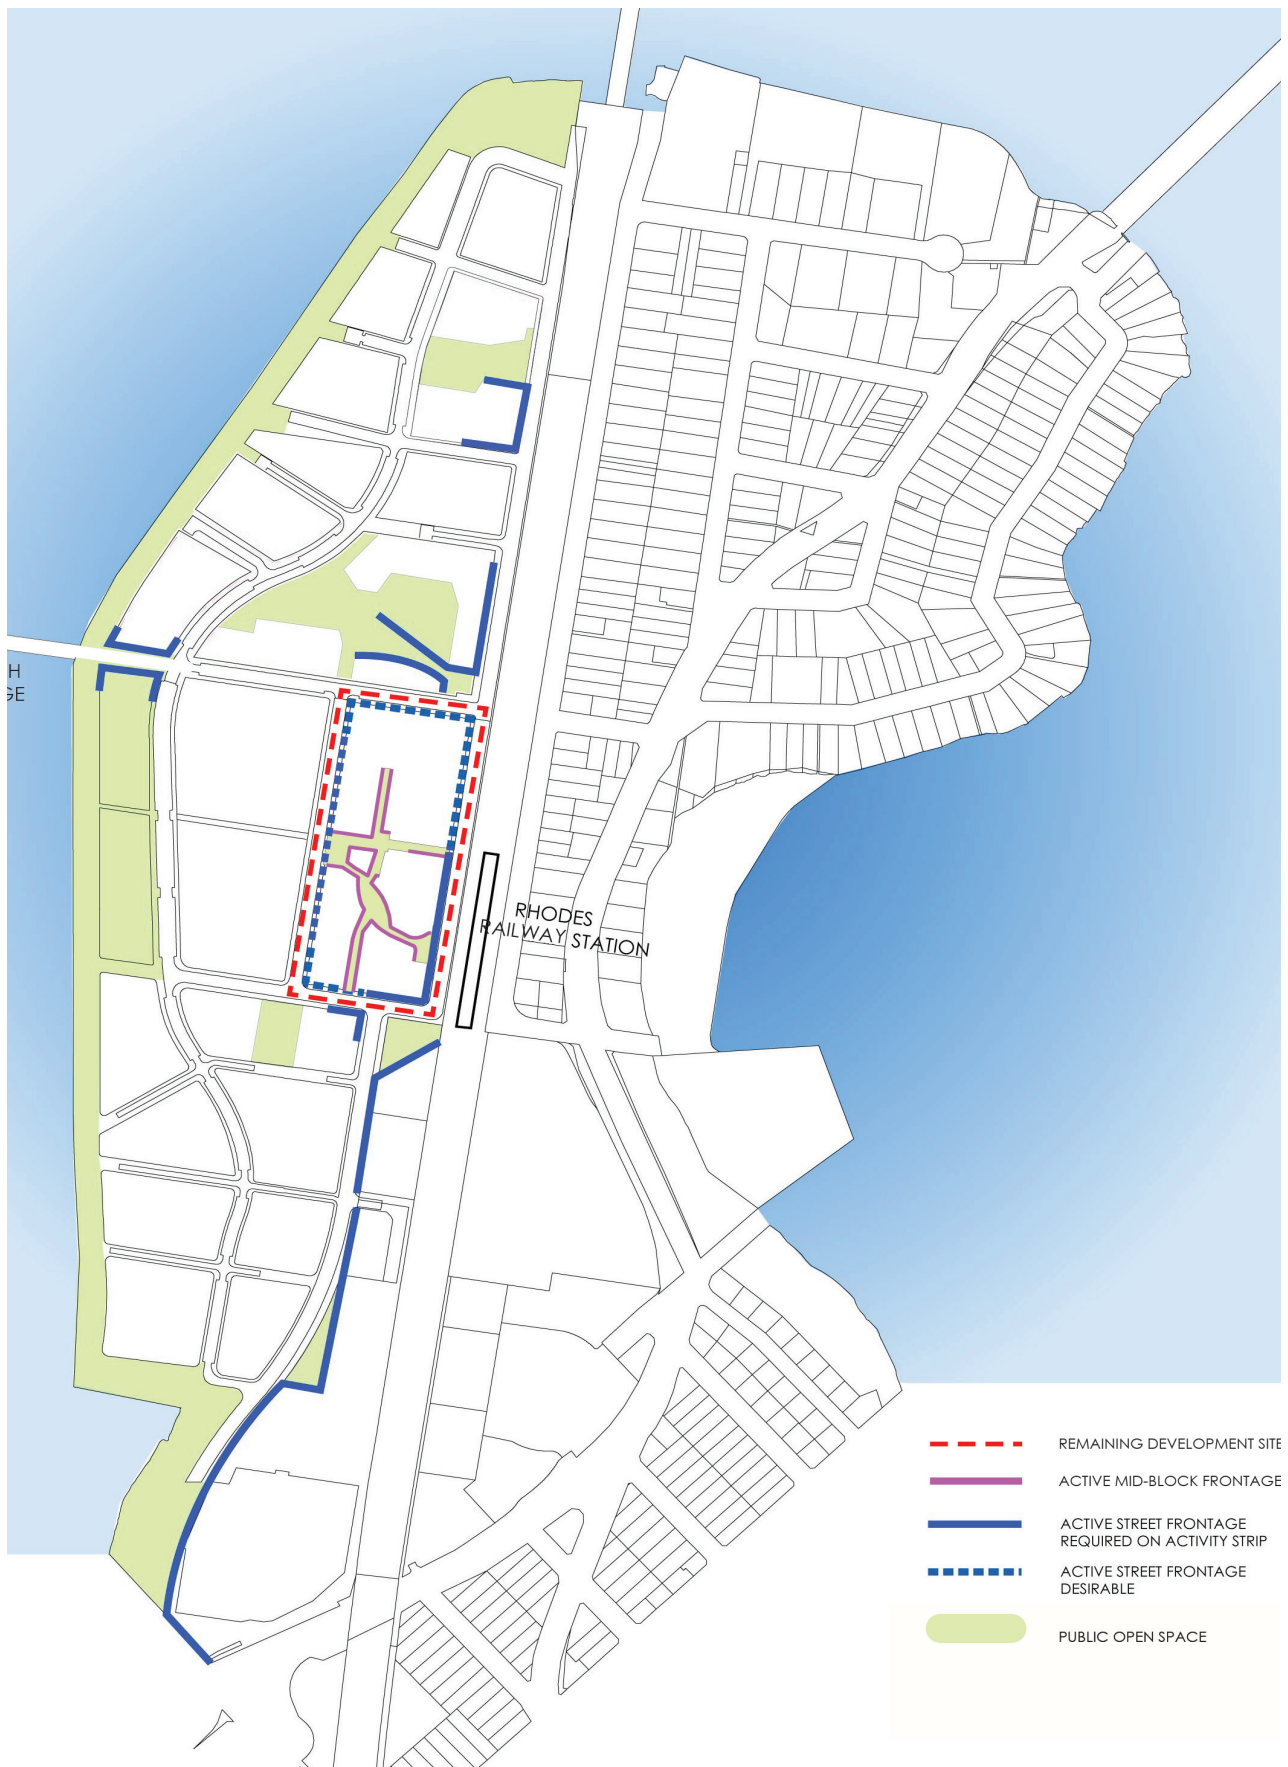 H
GE
RHODES
RAILWAY STATION
REMAINING DEVELOPMENT SITE
ACTIVE MID-BLOCK FRONTAGE
ACTIVE STREET FRONTAGE
REQUIRED ON ACTIVITY STRIP
ACTIVE STREET FRONTAGE
DESIRABLE
PUBLIC OPEN SPACE